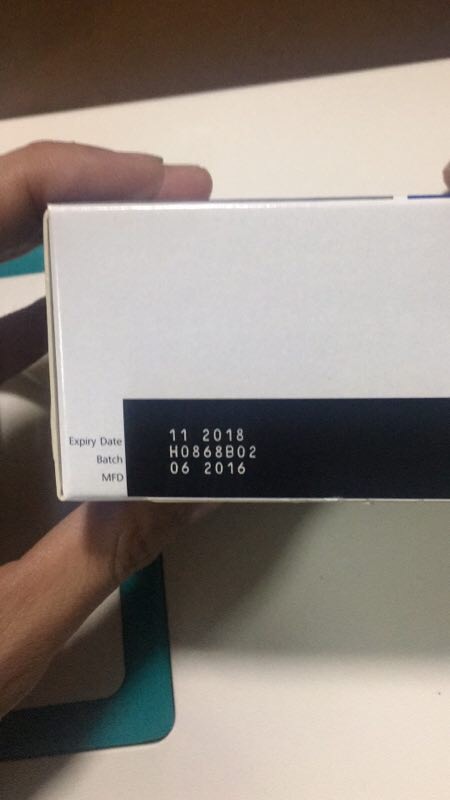 Expiry Date 11 2018
Batch H0868B02
MFD 06 2016